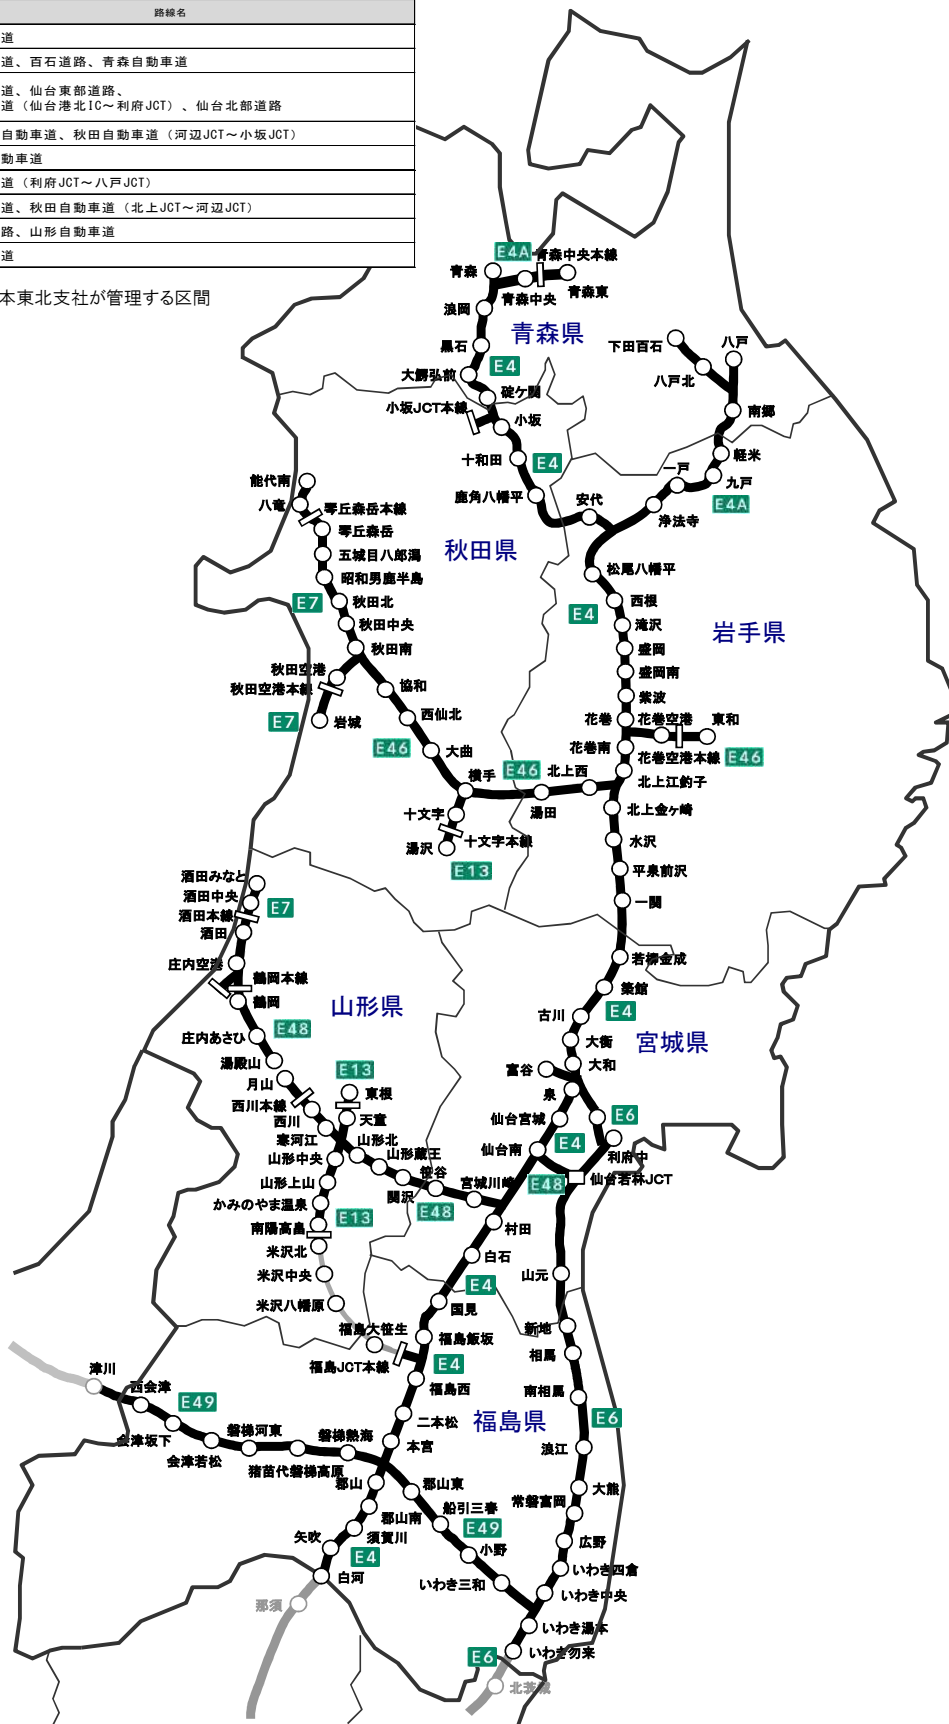 路線名
道
道、百石道路、青森自動車道
道、仙台東部道路、
道（仙台港北IC～利府JCT）、仙台北部道路
自動車道、秋田自動車道（河辺JCT～小坂JCT）
動車道
道（利府JCT～八戸JCT）
道、秋田自動車道（北上JCT～河辺JCT）
路、山形自動車道
道
本東北支社が管理する区間
E4A
青森中央本線
青森
青森中央
青森東
浪岡
青森県
黒石
下田百石
八戸
E4
大鰐弘前
八戸北
碇ケ関
小坂JCT本線
小坂
南郷
十和田
E4
軽米
一戸
九戸
能代南
鹿角八幡平
安代
E4A
八竜
琴丘森岳本線
浄法寺
琴丘森岳
秋田県
五城目八郎潟
松尾八幡平
昭和男鹿半島
E7
秋田北
西根
E4
秋田中央
滝沢
岩手県
秋田南
盛岡
秋田空港
盛岡南
秋田空港本線
協和
紫波
E7
岩城
西仙北
花巻
花巻空港
東和
E46
大曲
花巻南
花巻空港本線
E46
横手
E46
北上西
北上江釣子
十文字
湯田
北上金ヶ崎
十文字本線
湯沢
水沢
E13
平泉前沢
酒田みなと
酒田中央
E7
一関
酒田本線
酒田
庄内空港
若柳金成
鶴岡本線
築館
鶴岡
山形県
古川
E4
E48
庄内あさひ
大衡
宮城県
湯殿山
富谷
大和
月山
E13
泉
東根
西川本線
西川
天童
仙台宮城
E6
寒河江
山形北
E4
山形中央
山形蔵王
仙台南
利府中
笹谷
山形上山
関沢
宮城川崎
E48
仙台若林JCT
かみのやま温泉
E13
E48
南陽高畠
村田
米沢北
白石
米沢中央
山元
E4
米沢八幡原
国見
福島大笹生
福島飯坂
新地
福島JCT本線
E4
相馬
津川
福島西
西会津
E49
南相馬
二本松
福島県
E6
会津坂下
磐梯河東
磐梯熱海
本宮
浪江
会津若松
猪苗代磐梯高原
郡山
郡山東
大熊
船引三春
常磐富岡
郡山南
E49
矢吹
須賀川
広野
小野
E4
いわき四倉
白河
いわき三和
いわき中央
那須
いわき湯本
E6
いわき勿来
北茨城